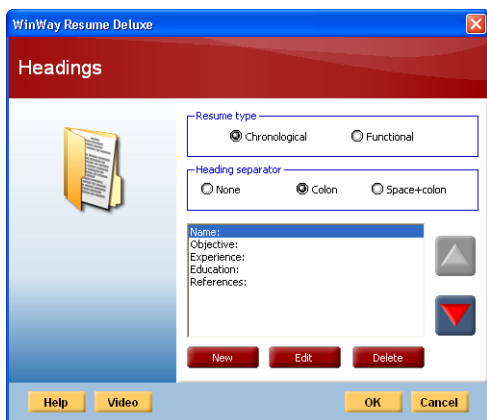 WinWay Resume Deluxe
Headings
Resume type
Chronological Functional
Heading separator
None Colon Space+colon
Name:
Objective:
Experience:
Education:
References:
New Edit Delete
Help Video OK Cancel